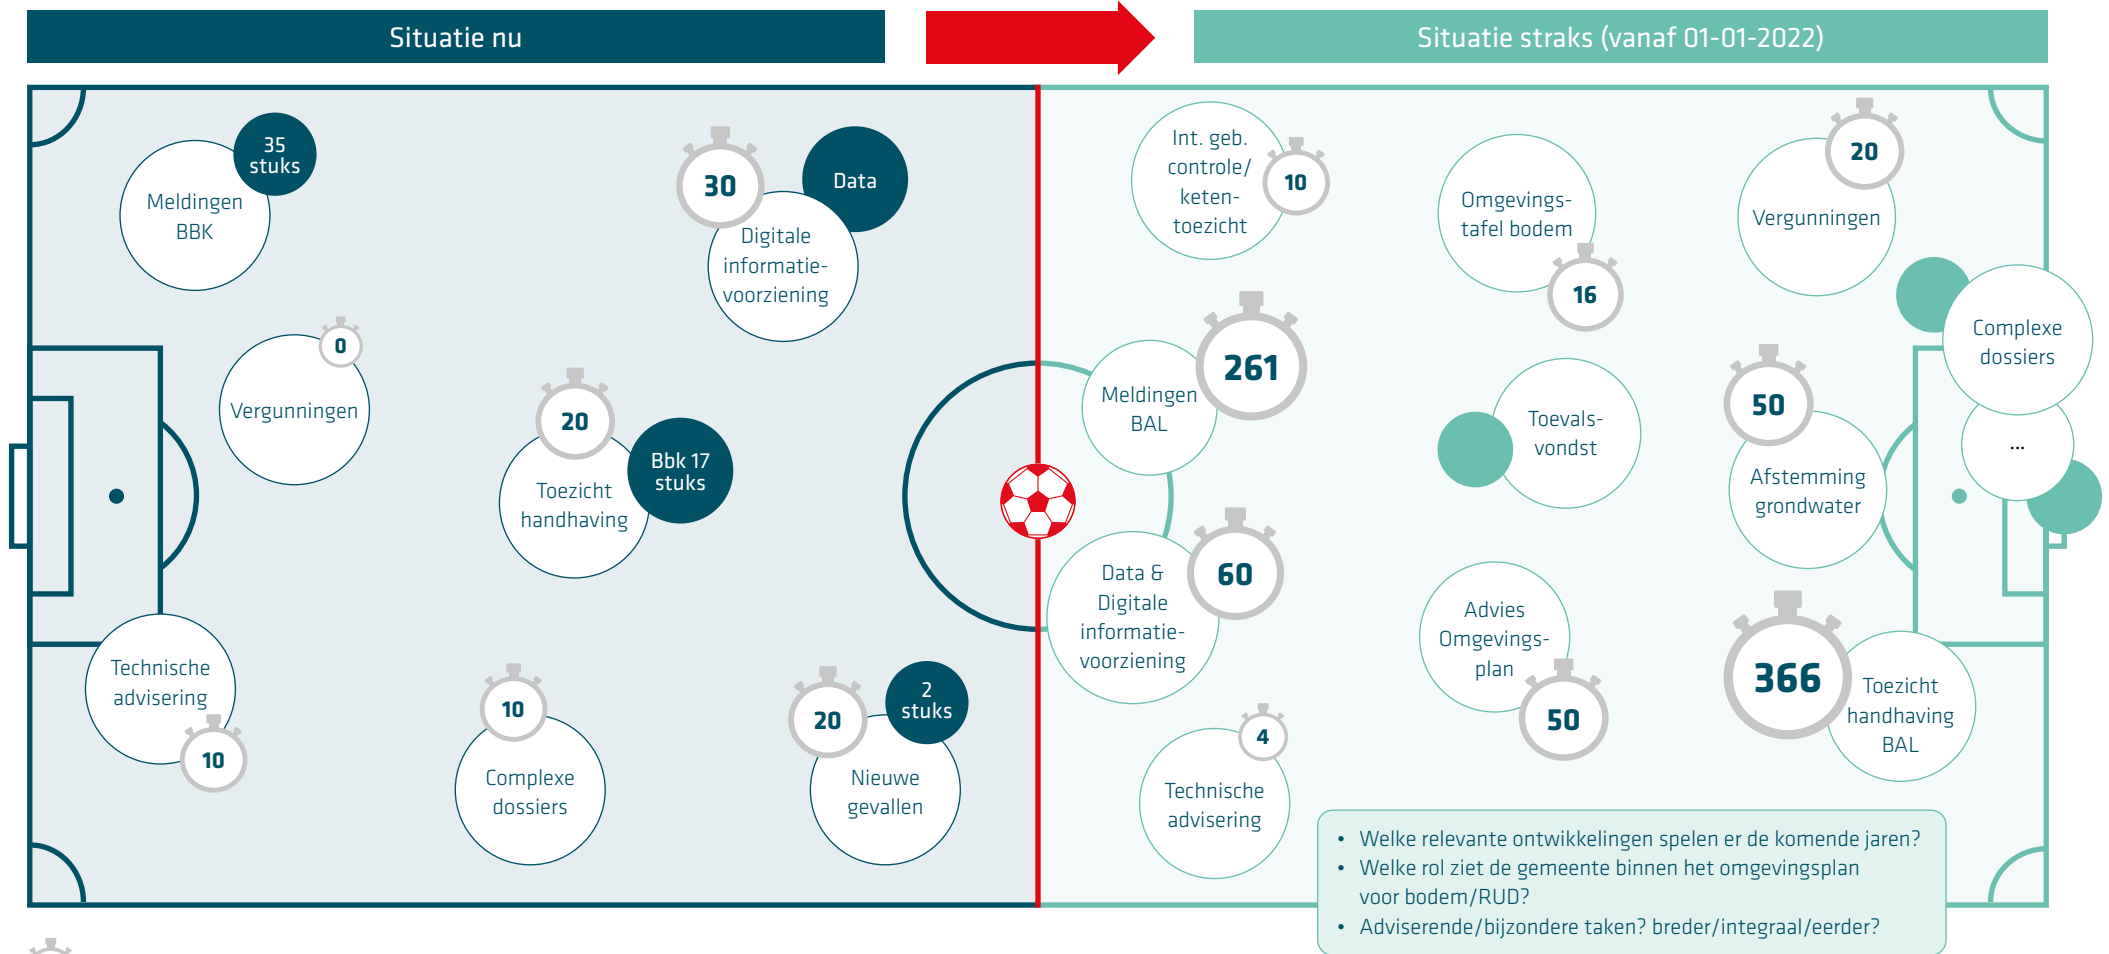 Situatie nu
Situatie straks (vanaf 01-01-2022)
35
stuks
Meldingen
BBK
30
Data
Digitale
informatie-
voorziening
0
Vergunningen
20
Bbk 17
stuks
Toezicht
handhaving
Technische
advisering
10
10
Complexe
dossiers
20
2
stuks
Nieuwe
gevallen
Int. geb.
controle/
keten-
toezicht
10
Omgevings-
tafel bodem
16
20
Vergunningen
Complexe
dossiers
...
261
Meldingen
BAL
Toevals-
vondst
50
Afstemming
grondwater
60
Data &
Digitale
informatie-
voorziening
Advies
Omgevings-
plan
50
366
Toezicht
handhaving
BAL
4
Technische
advisering
• Welke relevante ontwikkelingen spelen er de komende jaren?
• Welke rol ziet de gemeente binnen het omgevingsplan
voor bodem/RUD?
• Adviserende/bijzondere taken? breder/integraal/eerder?